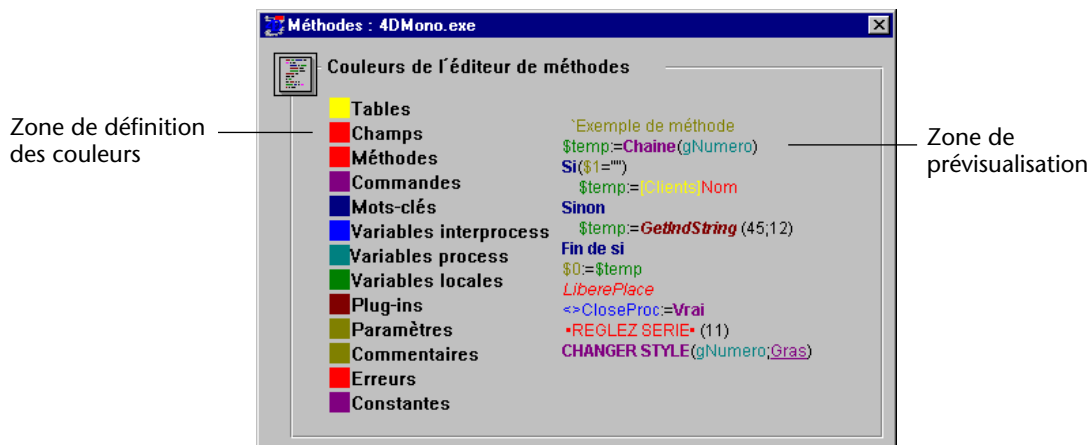 Méthodes : 4DMono.exe
Couleurs de l´éditeur de méthodes
Zone de définition
des couleurs
Tables
Champs
Méthodes
Commandes
Mots-clés
Variables interprocess
Variables process
Variables locales
Plug-ins
Paramètres
Commentaires
Erreurs
Constantes
`Exemple de méthode
$temp:=Chaine(gNumero)
Si($1="")
$temp:=[Clients]Nom
Sinon
$temp:=GetIndString (45;12)
Fin de si
$0:=$temp
LiberePlace
<>CloseProc:=Vrai
•REGLEZ SERIE• (11)
CHANGER STYLE(gNumero;Gras)
Zone de
prévisualisation